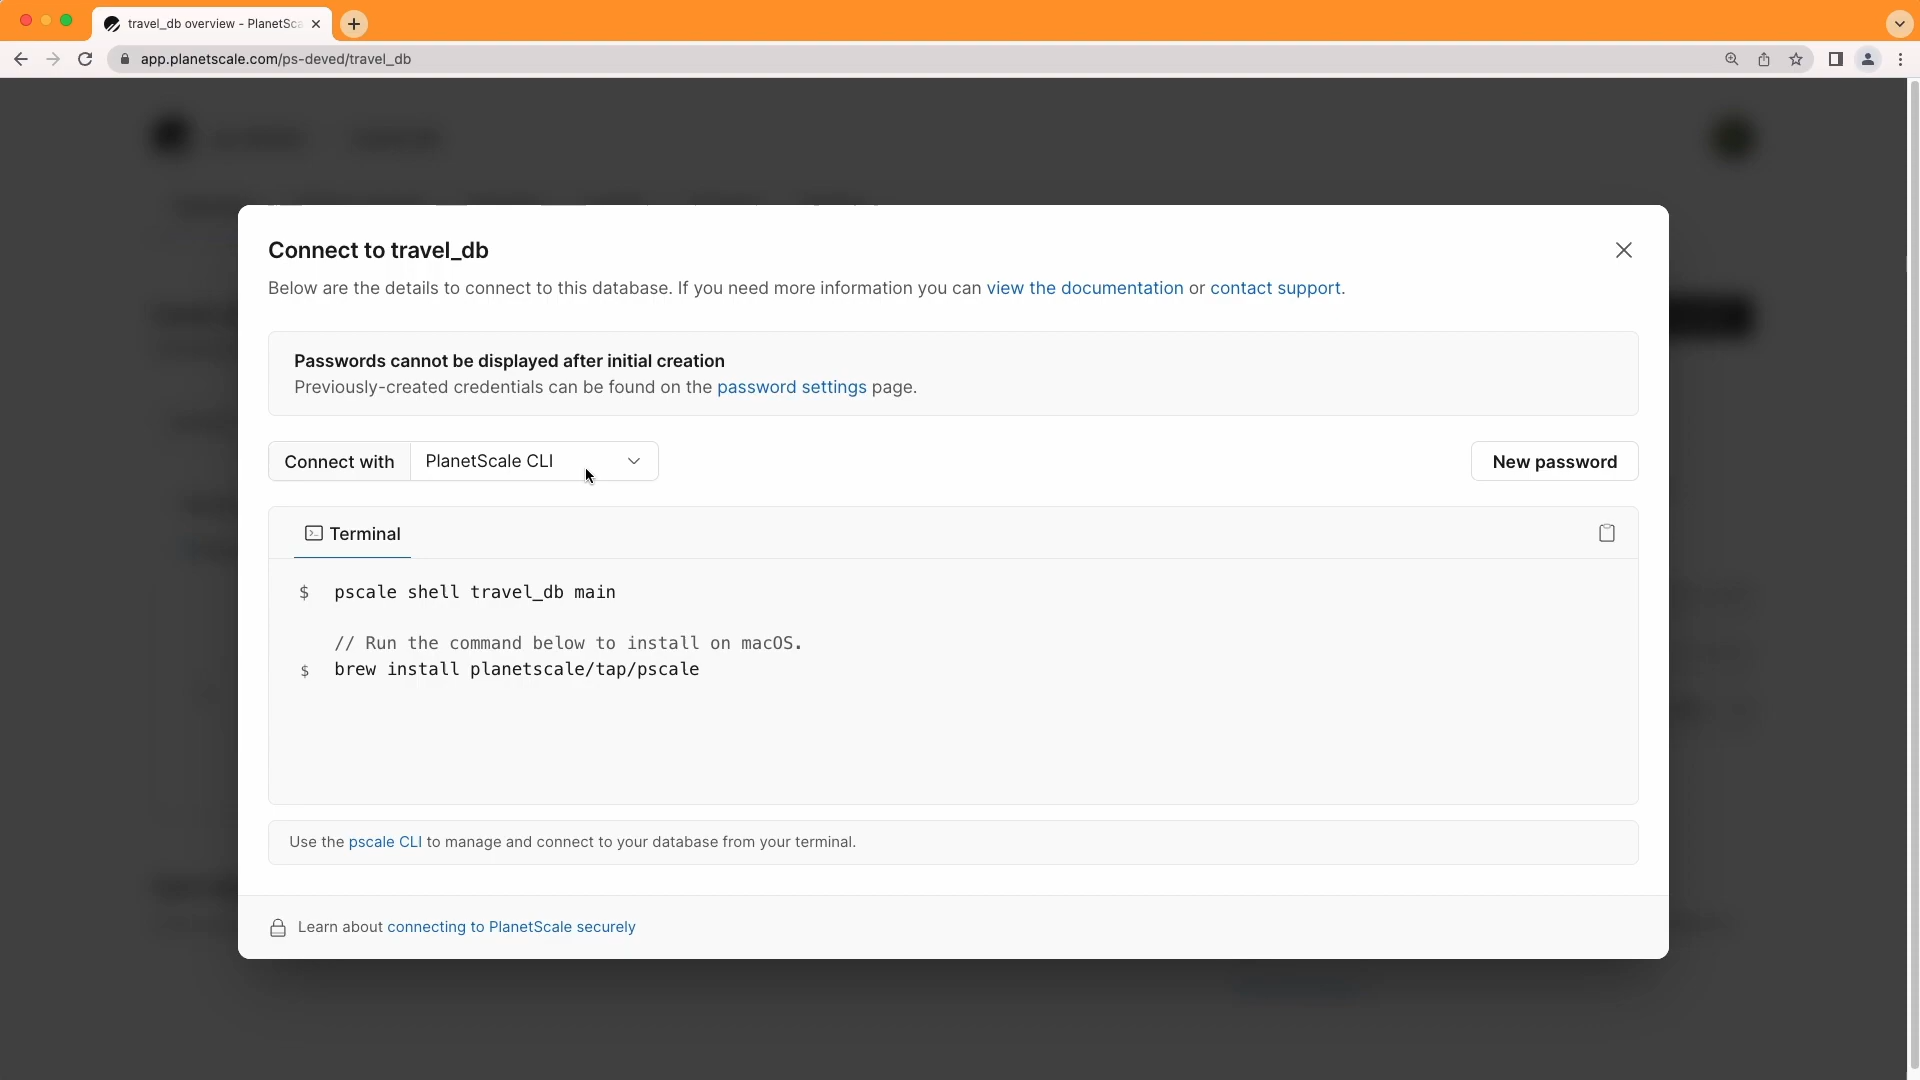 travel_db overview - PlanetSc
app.planetscale.com/ps-deved/travel_db
Connect to travel_db
Below are the details to connect to this database. If you need more information you can view the documentation or contact support.
Passwords cannot be displayed after initial creation
Previously-created credentials can be found on the password settings page.
Connect with PlanetScale CLI New password
Terminal
$ pscale shell travel_db main
// Run the command below to install on macOS.
$ brew install planetscale/tap/pscale
Use the pscale CLI to manage and connect to your database from your terminal.
Learn about connecting to PlanetScale securely